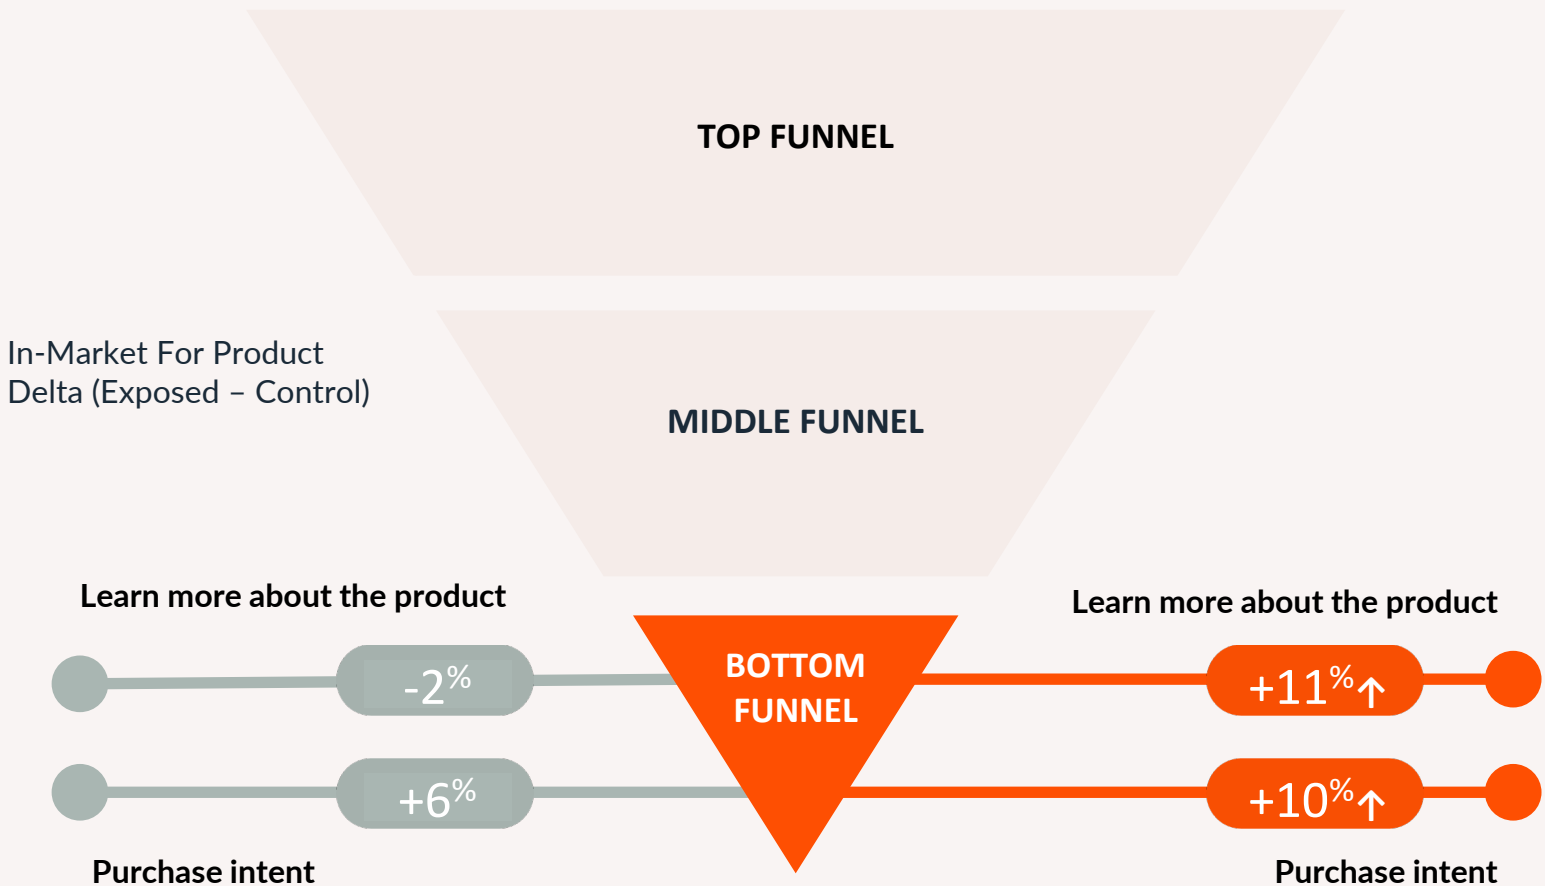 TOP FUNNEL
In-Market For Product
Delta (Exposed – Control)
MIDDLE FUNNEL
Learn more about the product
Learn more about the product
BOTTOM
FUNNEL
-2%
+11%↑
+6%
+10%↑
Purchase intent
Purchase intent